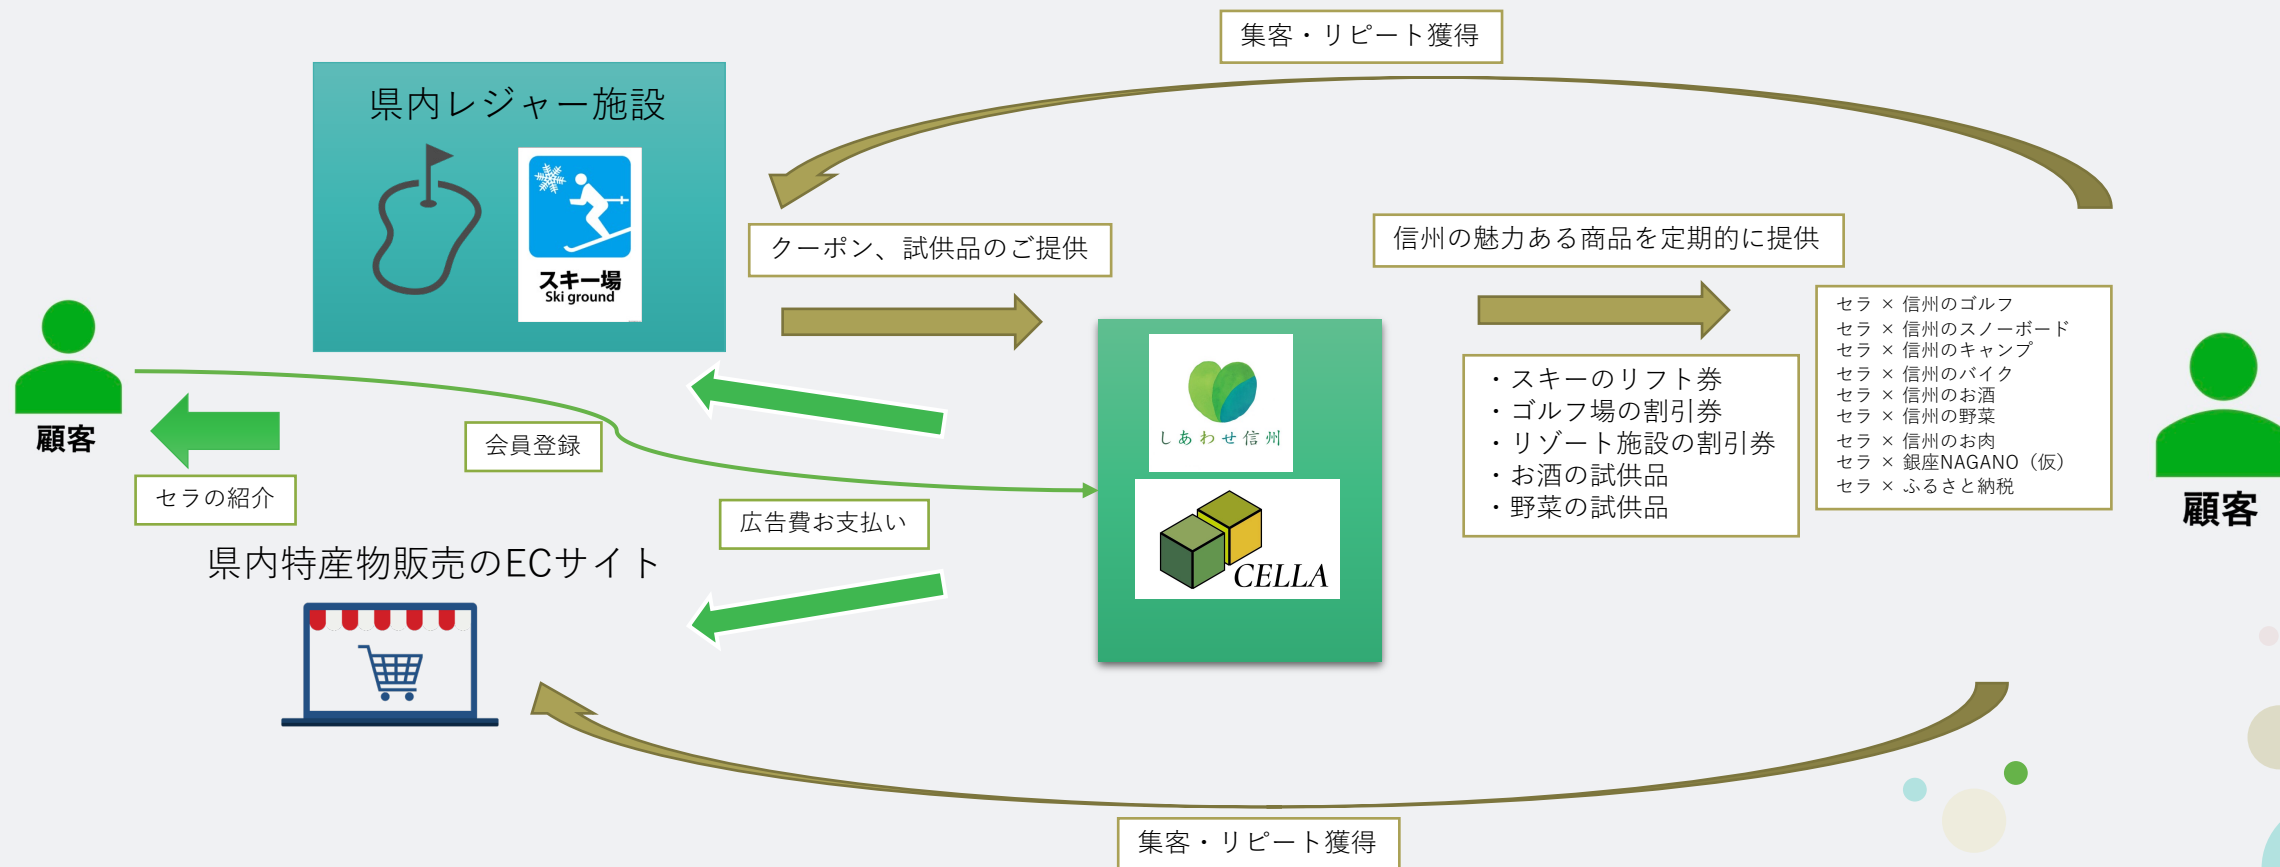 集客・リピート獲得
県内レジャー施設
スキー場
Ski ground
クーポン、試供品のご提供
信州の魅力ある商品を定期的に提供
セラ × 信州のゴルフ
セラ × 信州のスノーボード
セラ × 信州のキャンプ
セラ × 信州のバイク
セラ × 信州のお酒
セラ × 信州の野菜
セラ × 信州のお肉
セラ × 銀座NAGANO（仮）
セラ × ふるさと納税
・スキーのリフト券
・ゴルフ場の割引券
・リゾート施設の割引券
・お酒の試供品
・野菜の試供品
しあわせ信州
CELLA
顧客
会員登録
セラの紹介
広告費お支払い
県内特産物販売のECサイト
顧客
集客・リピート獲得